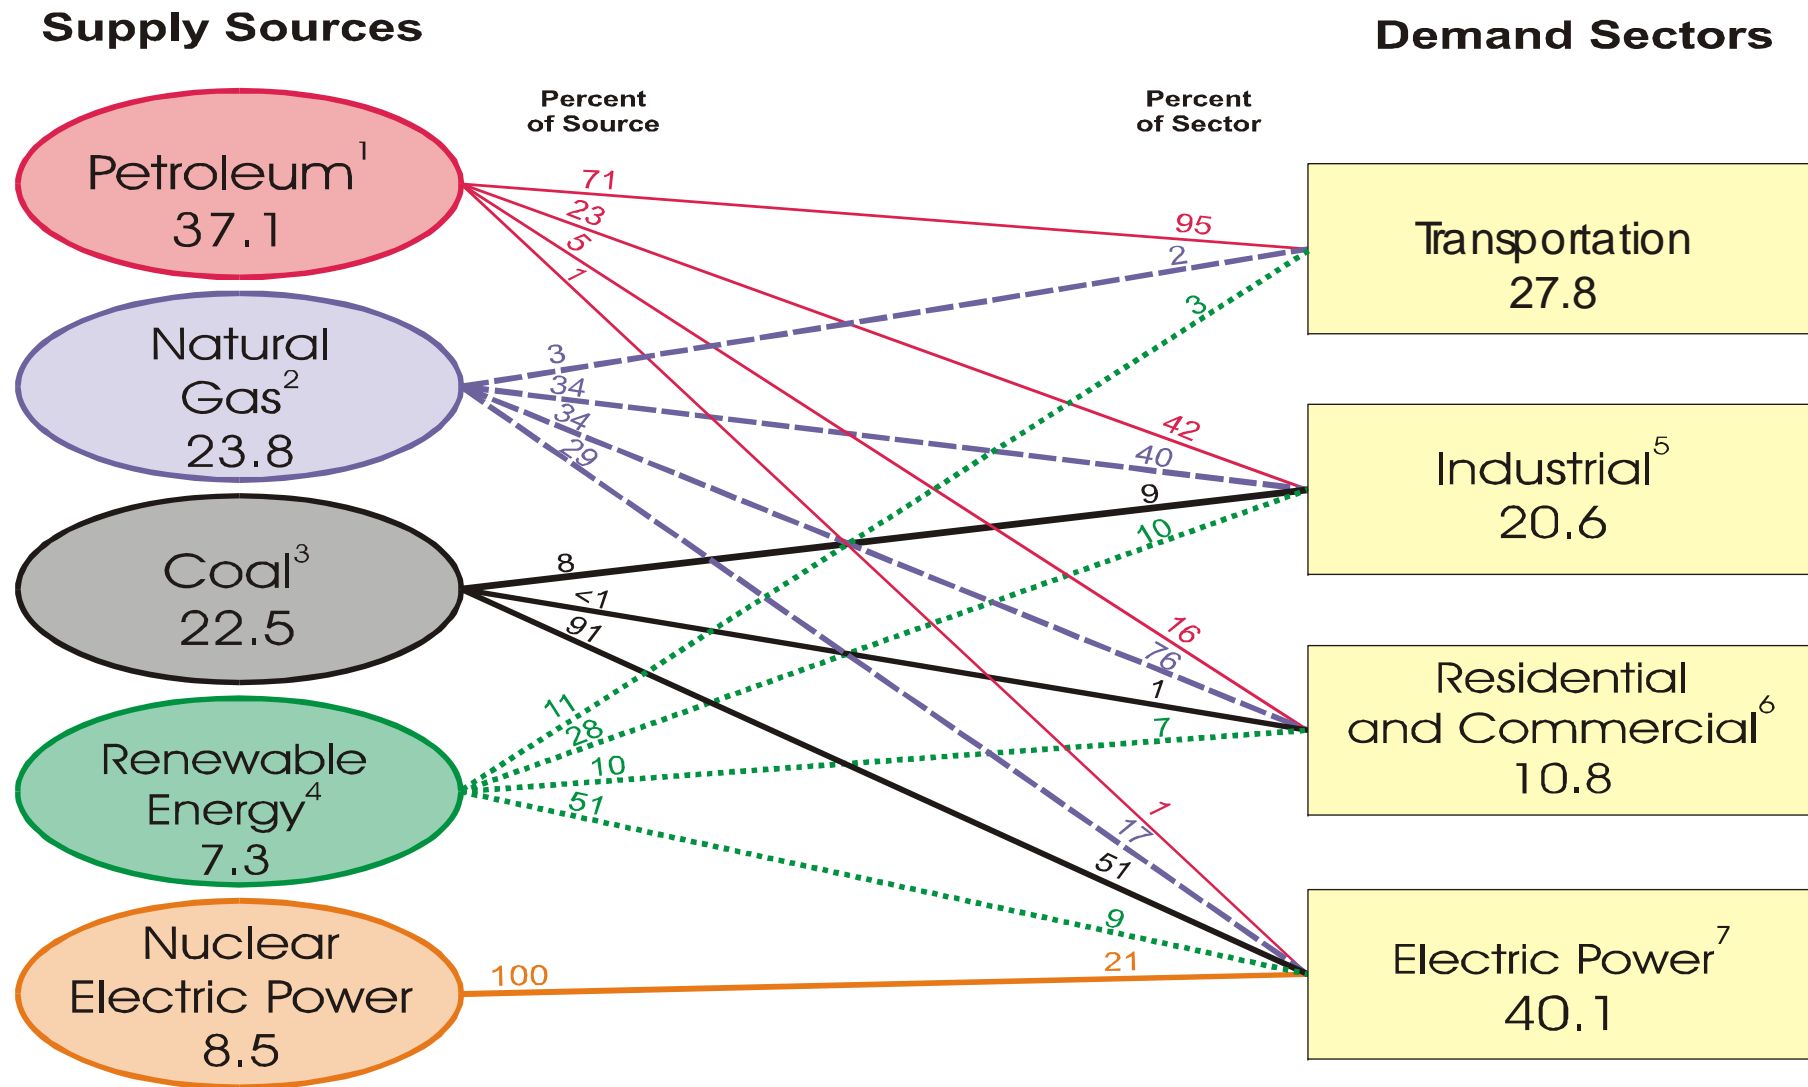 Supply Sources
Demand Sectors
Percent
of Source
Percent
of Sector
Petroleum1
37.1
Natural
Gas2
23.8
Coal3
22.5
Renewable
Energy4
7.3
Nuclear
Electric Power
8.5
71
23
5
1
3
34
34
29
8
<1
91
11
28
10
51
100
95
2
3
42
40
9
10
16
76
1
7
1
17
51
9
21
Transportation
27.8
Industrial5
20.6
Residential
and Commercial6
10.8
Electric Power7
40.1